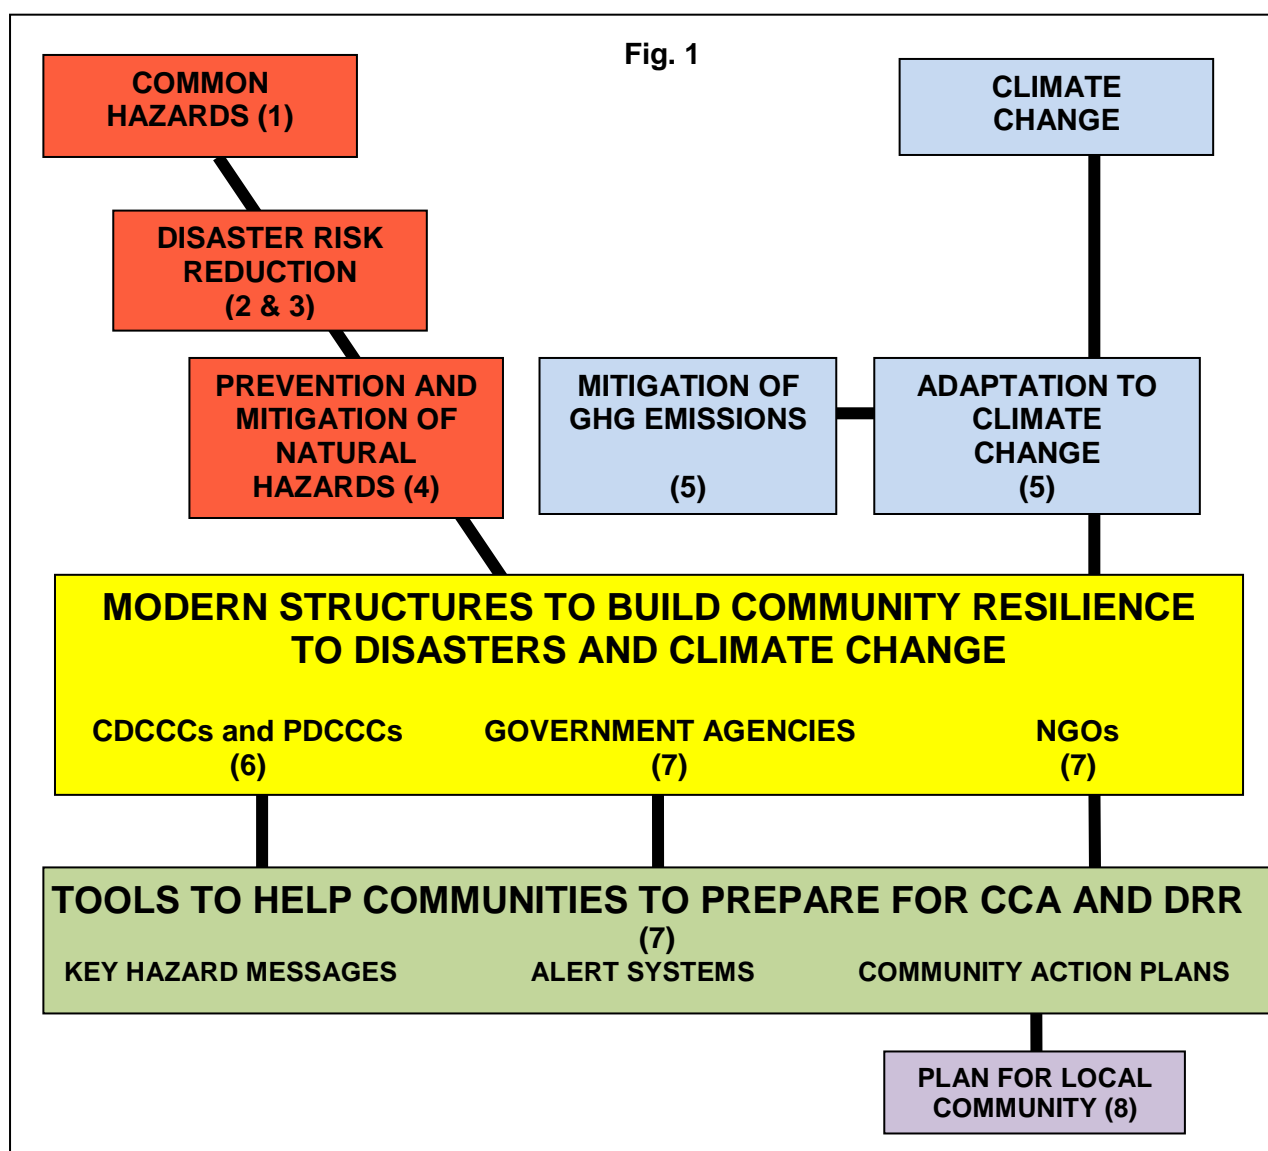 Fig. 1
COMMON
HAZARDS (1)
CLIMATE
CHANGE
DISASTER RISK
REDUCTION
(2 & 3)
PREVENTION AND
MITIGATION OF
NATURAL
HAZARDS (4)
MITIGATION OF
GHG EMISSIONS
(5)
ADAPTATION TO
CLIMATE
CHANGE
(5)
MODERN STRUCTURES TO BUILD COMMUNITY RESILIENCE
TO DISASTERS AND CLIMATE CHANGE
CDCCCs and PDCCCs
(6)
GOVERNMENT AGENCIES
(7)
NGOs
(7)
TOOLS TO HELP COMMUNITIES TO PREPARE FOR CCA AND DRR
(7)
KEY HAZARD MESSAGES
ALERT SYSTEMS
COMMUNITY ACTION PLANS
PLAN FOR LOCAL
COMMUNITY (8)